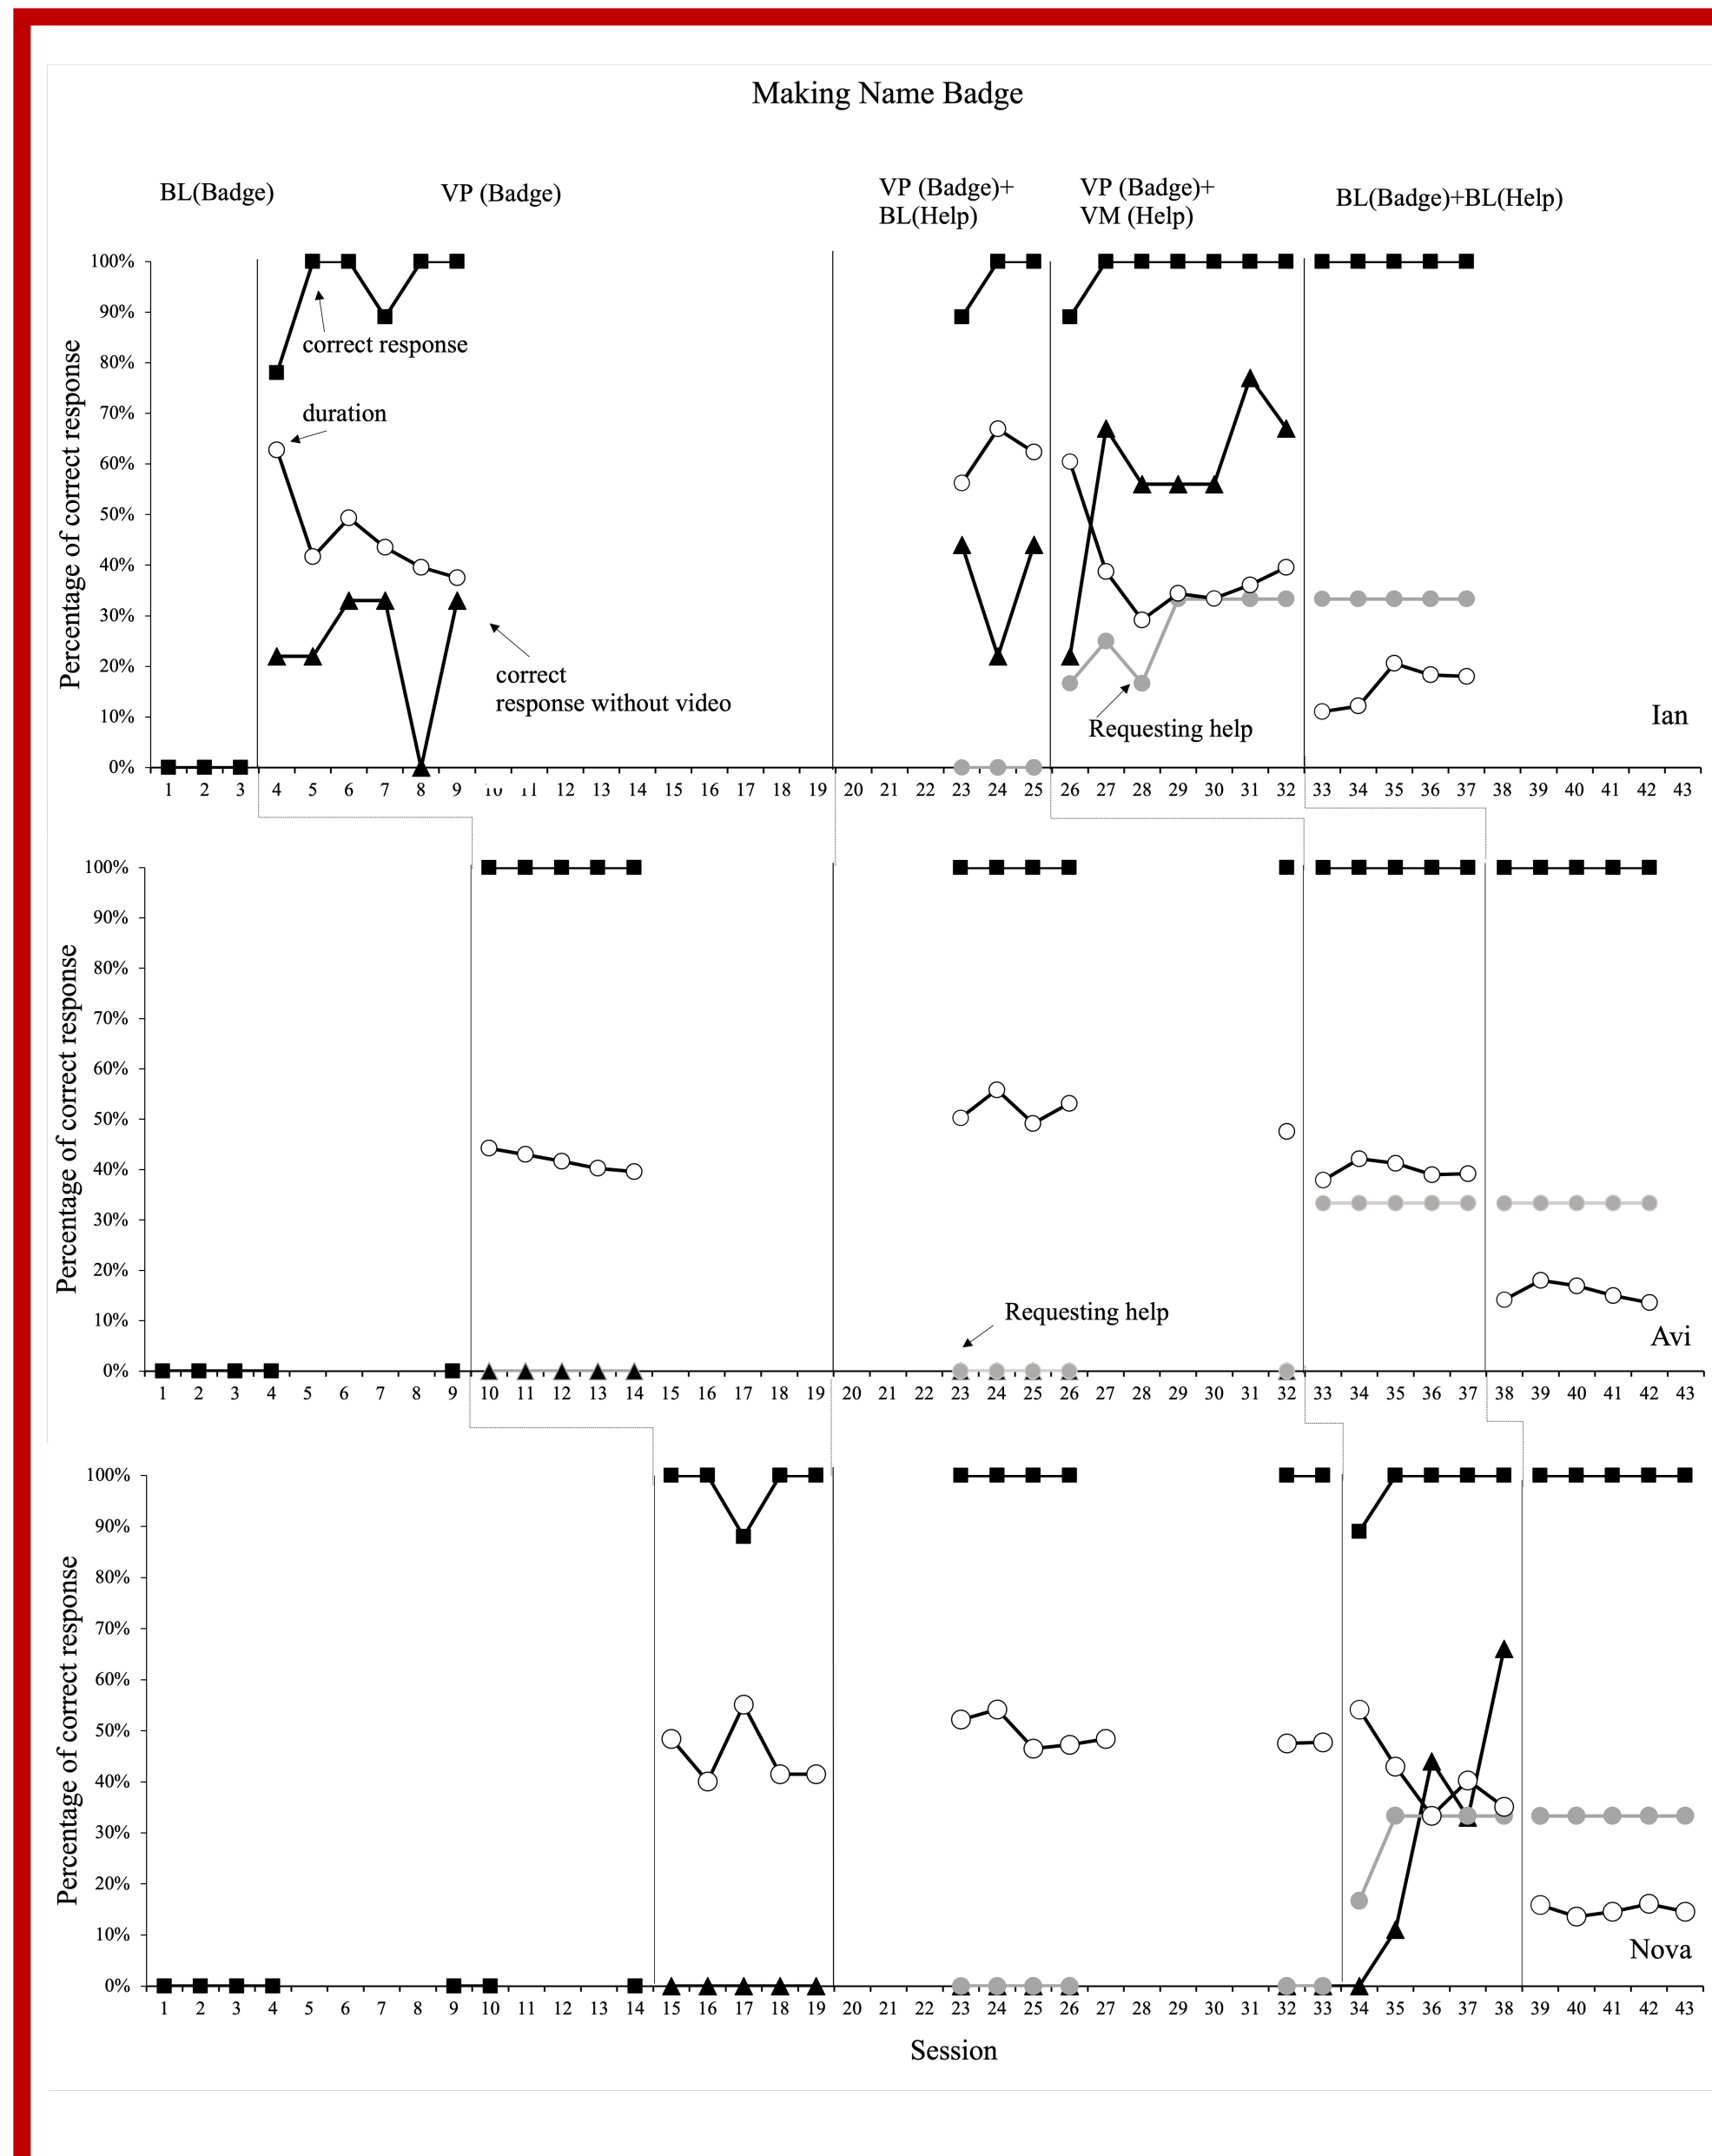 Making Name Badge
BL(Badge)
VP (Badge)
VP (Badge)+
BL(Help)
VP (Badge)+
VM (Help)
BL(Badge)+BL(Help)
Percentage of correct response
100%
90%
80%
70%
60%
50%
40%
30%
20%
10%
0%
correct response
duration
correct
response without video
Requesting help
Ian
1 2 3 4 5 6 7 8 9 10 11 12 13 14 15 16 17 18 19 20 21 22 23 24 25 26 27 28 29 30 31 32 33 34 35 36 37 38 39 40 41 42 43
Percentage of correct response
100%
90%
80%
70%
60%
50%
40%
30%
20%
10%
0%
Requesting help
Avi
1 2 3 4 5 6 7 8 9 10 11 12 13 14 15 16 17 18 19 20 21 22 23 24 25 26 27 28 29 30 31 32 33 34 35 36 37 38 39 40 41 42 43
Percentage of correct response
100%
90%
80%
70%
60%
50%
40%
30%
20%
10%
0%
Nova
1 2 3 4 5 6 7 8 9 10 11 12 13 14 15 16 17 18 19 20 21 22 23 24 25 26 27 28 29 30 31 32 33 34 35 36 37 38 39 40 41 42 43
Session